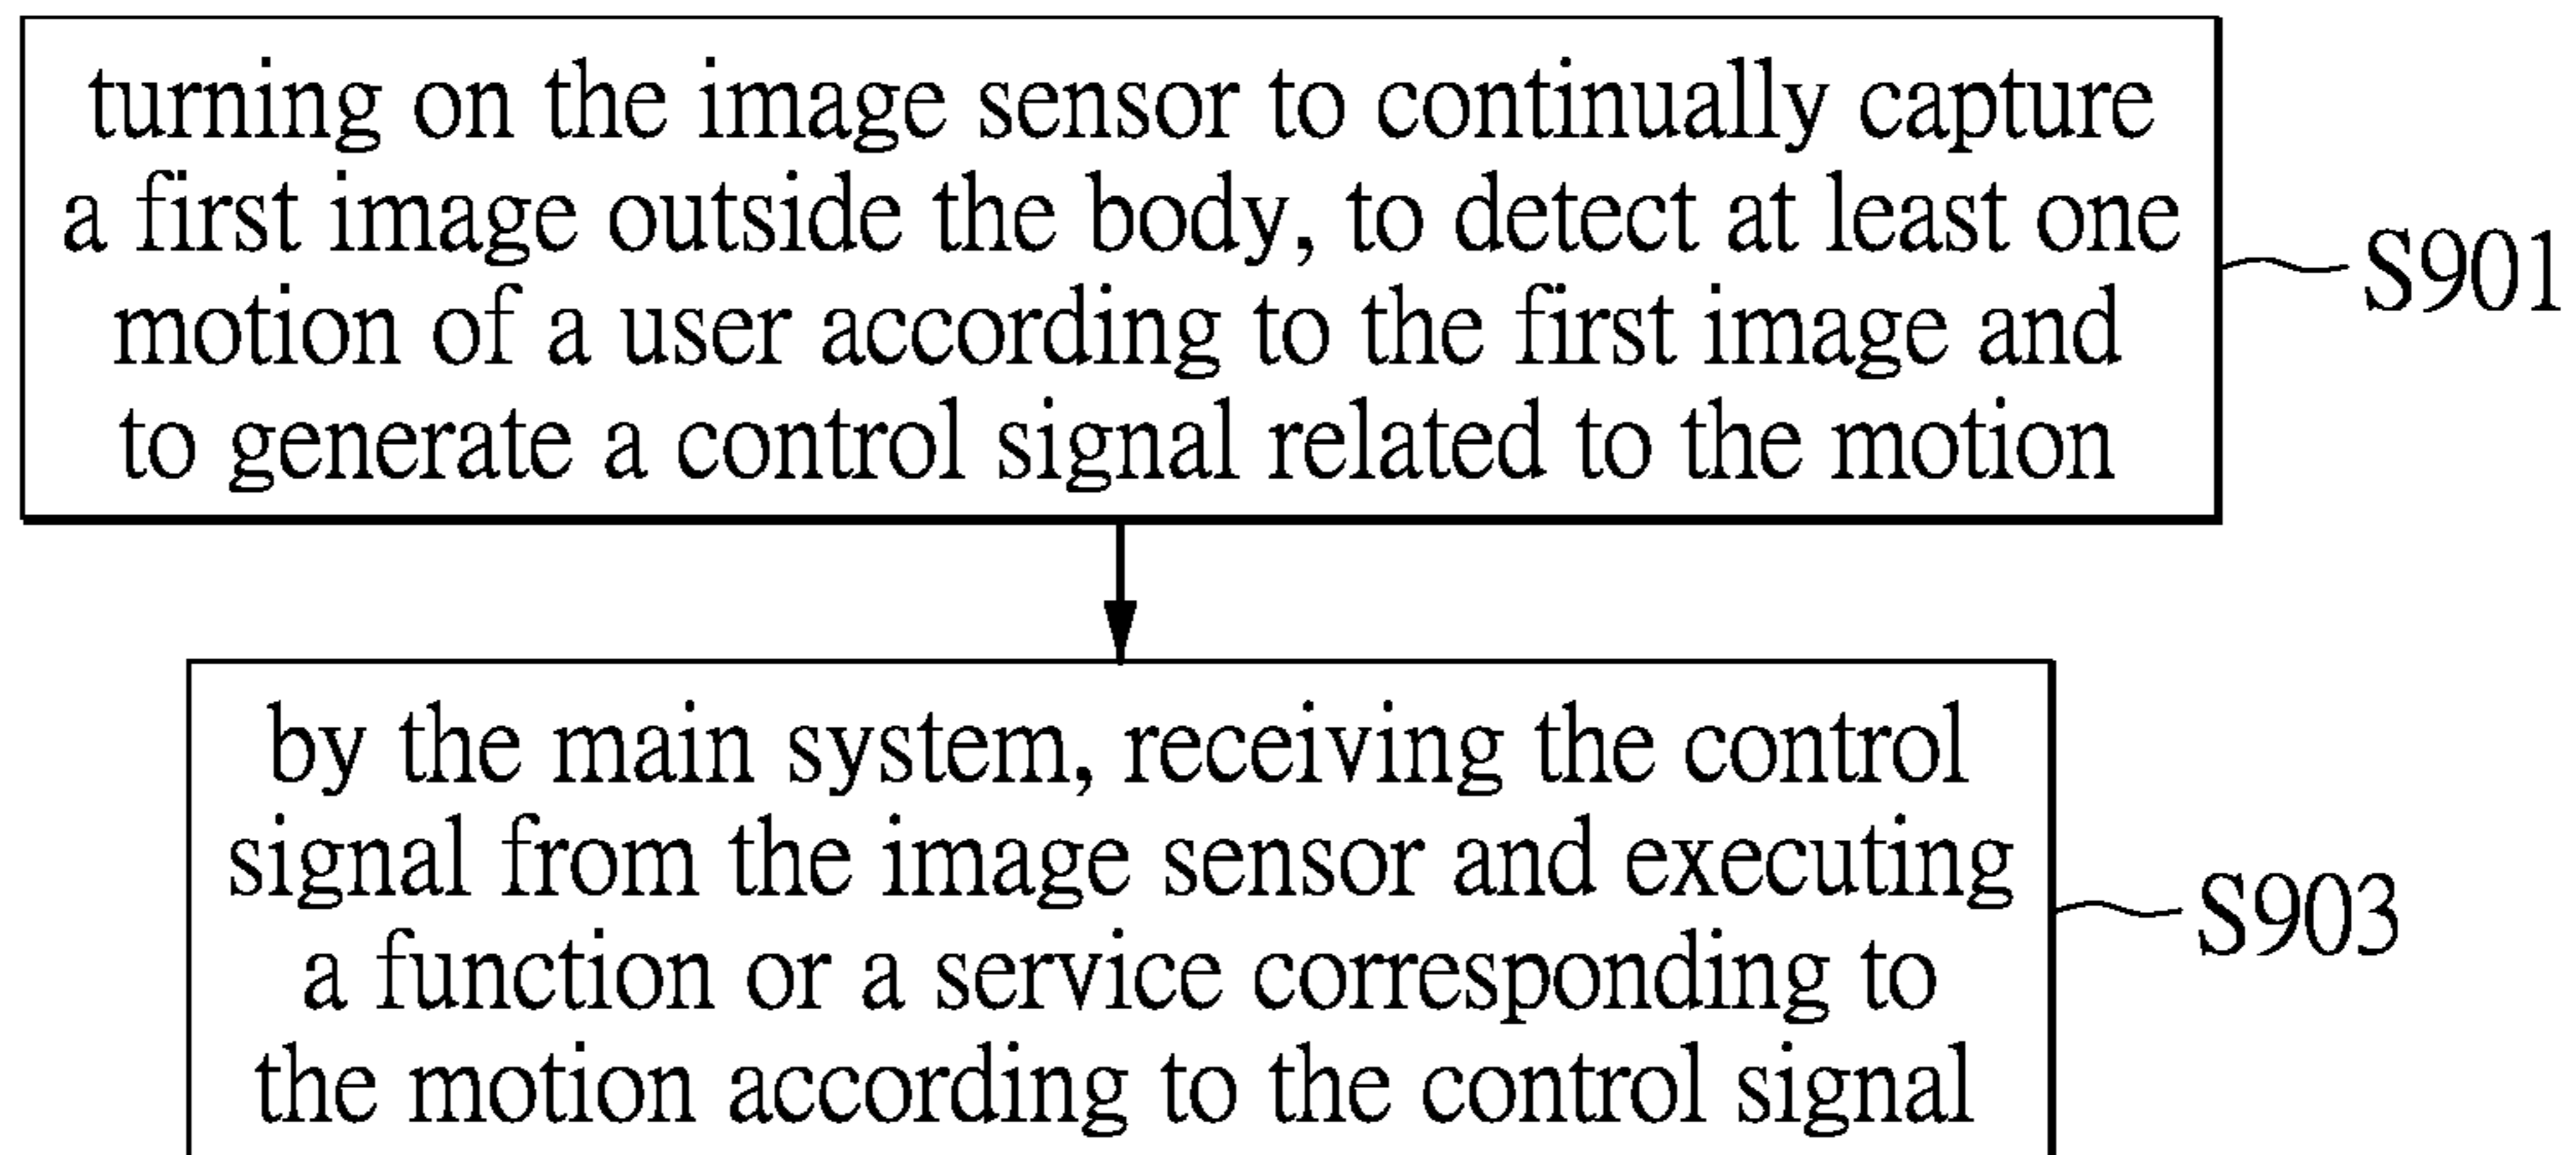 turning on the image sensor to continually capture
a first image outside the body, to detect at least one
motion of a user according to the first image and
to generate a control signal related to the motion
S901
by the main system, receiving the control
signal from the image sensor and executing
a function or a service corresponding to
the motion according to the control signal
S903